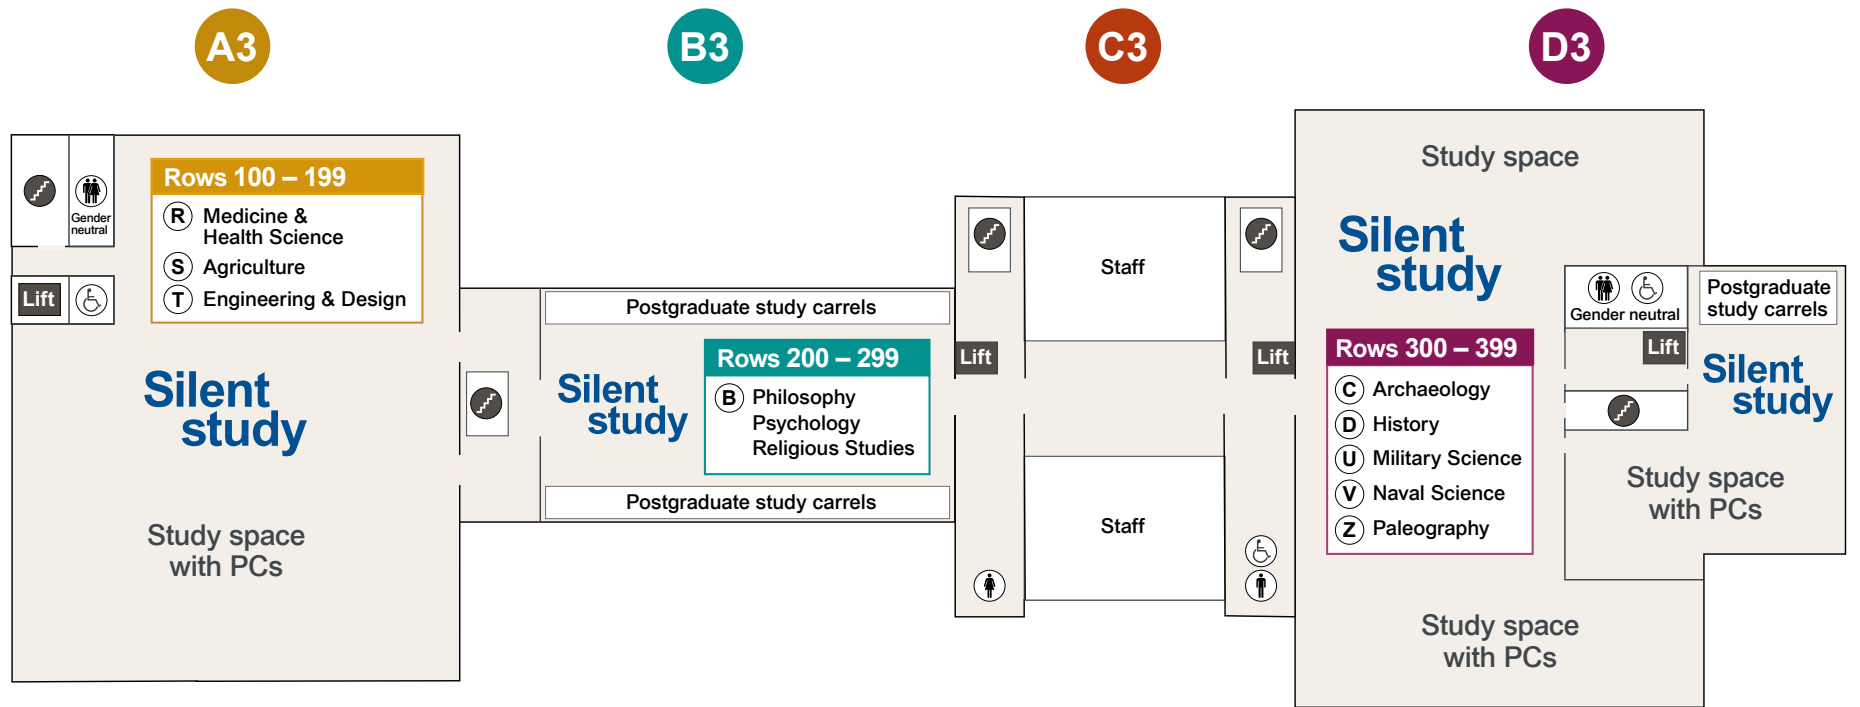 A3
B3
C3
D3
Gender
neutral
Lift
Rows 100 – 199
R Medicine &
Health Science
S Agriculture
T Engineering & Design
Silent
study
Study space
with PCs
Postgraduate study carrels
Silent
study
Rows 200 – 299
B Philosophy
Psychology
Religious Studies
Postgraduate study carrels
Lift
Staff
Staff
Lift
Study space
Silent
study
Rows 300 – 399
C Archaeology
D History
U Military Science
V Naval Science
Z Paleography
Study space
with PCs
Gender neutral
Lift
Postgraduate
study carrels
Silent
study
Study space
with PCs